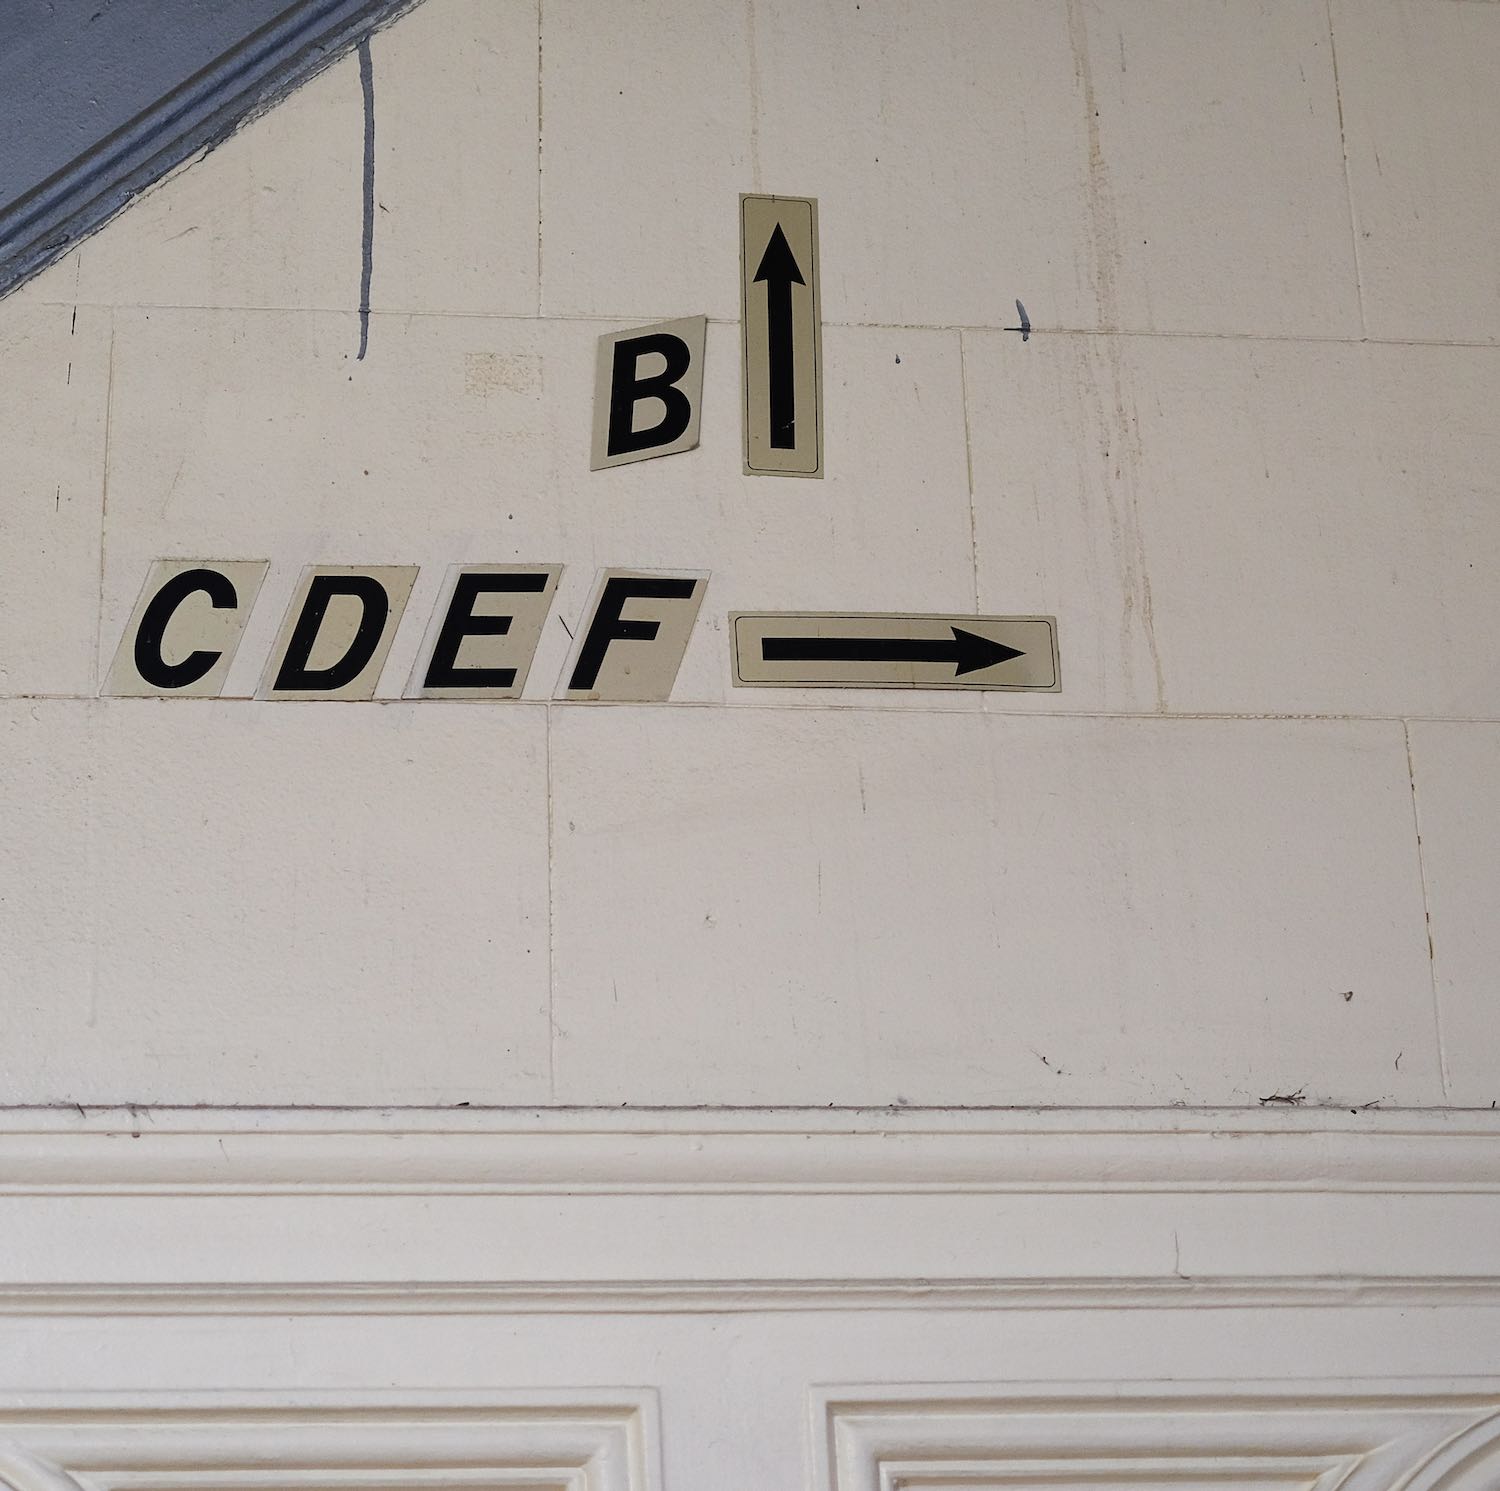 B ↑
CDEF →